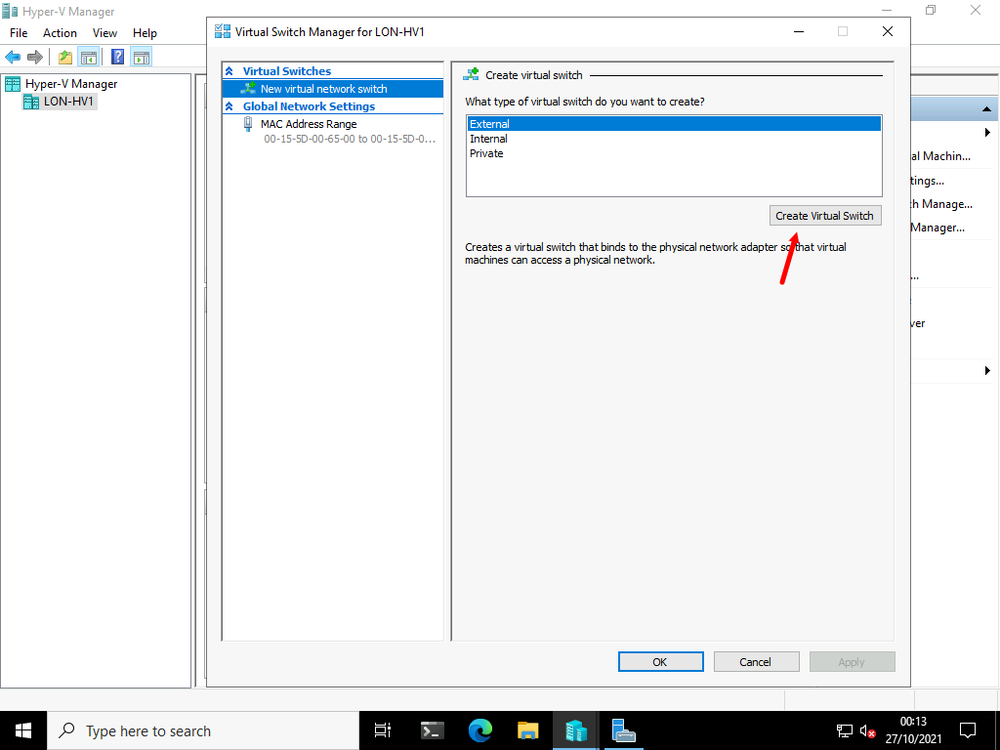 Hyper-V Manager
File Action View Help
Hyper-V Manager
LON-HV1
Virtual Switch Manager for LON-HV1
Virtual Switches
New virtual network switch
Global Network Settings
MAC Address Range
00-15-5D-00-65-00 to 00-15-5D-0...
Create virtual switch
What type of virtual switch do you want to create?
External
Internal
Private
Create Virtual Switch
Creates a virtual switch that binds to the physical network adapter so that virtual
machines can access a physical network.
OK Cancel Apply
al Machin...
tings...
ch Manage...
Manager...
...
ver
Type here to search
00:13
27/10/2021